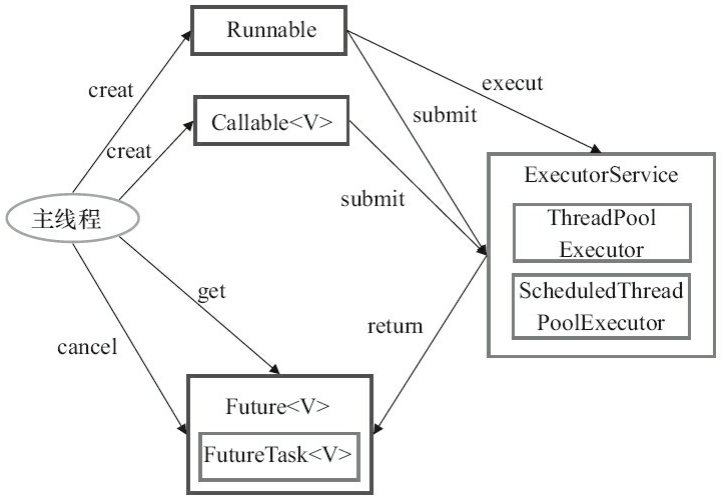 Runnable
creat
execut
submit
Callable<V>
creat
ExecutorService
submit
主线程
ThreadPool
Executor
ScheduledThread
PoolExecutor
get
return
cancel
Future<V>
FutureTask<V>